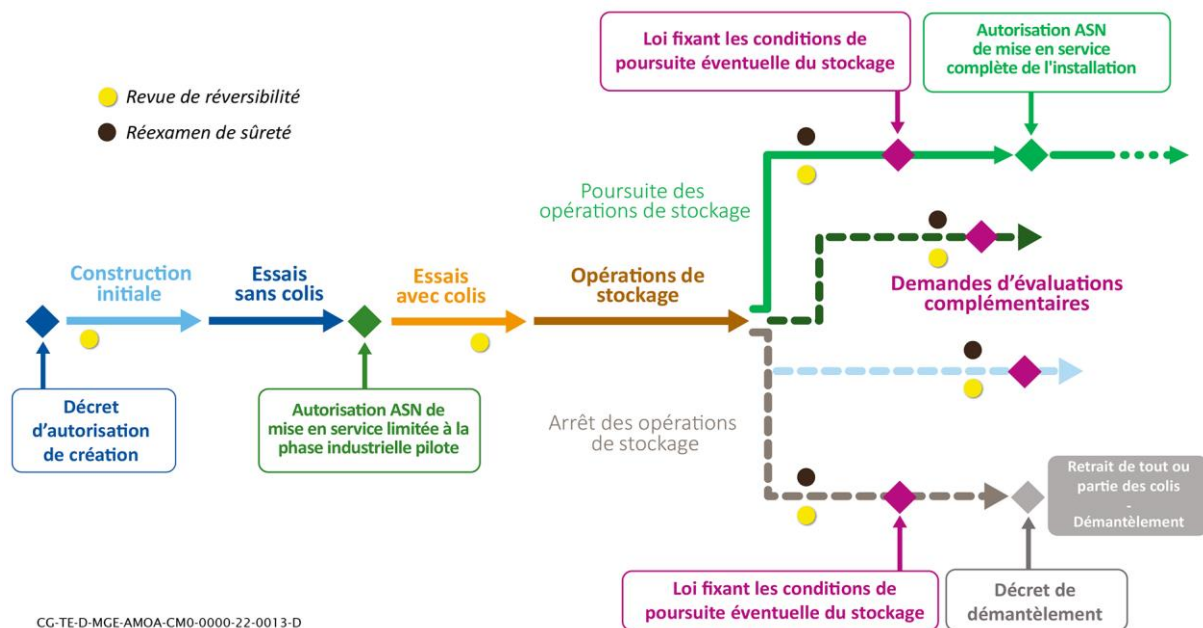 Loi fixant les conditions de
poursuite éventuelle du stockage
Autorisation ASN
de mise en service
complète de l'installation
Revue de réversibilité
Réexamen de sûreté
Poursuite des
opérations de stockage
Construction
initiale
Essais
sans colis
Essais
avec colis
Opérations de
stockage
Demandes d'évaluations
complémentaires
Décret
d'autorisation
de création
Autorisation ASN de
mise en service limitée à la
phase industrielle pilote
Arrêt des opérations
de stockage
Retrait de tout ou
partie des colis
-
Démantèlement
Loi fixant les conditions de
poursuite éventuelle du stockage
Décret de
démantèlement
CG-TE-D-MGE-AMOA-CM0-0000-22-0013-D